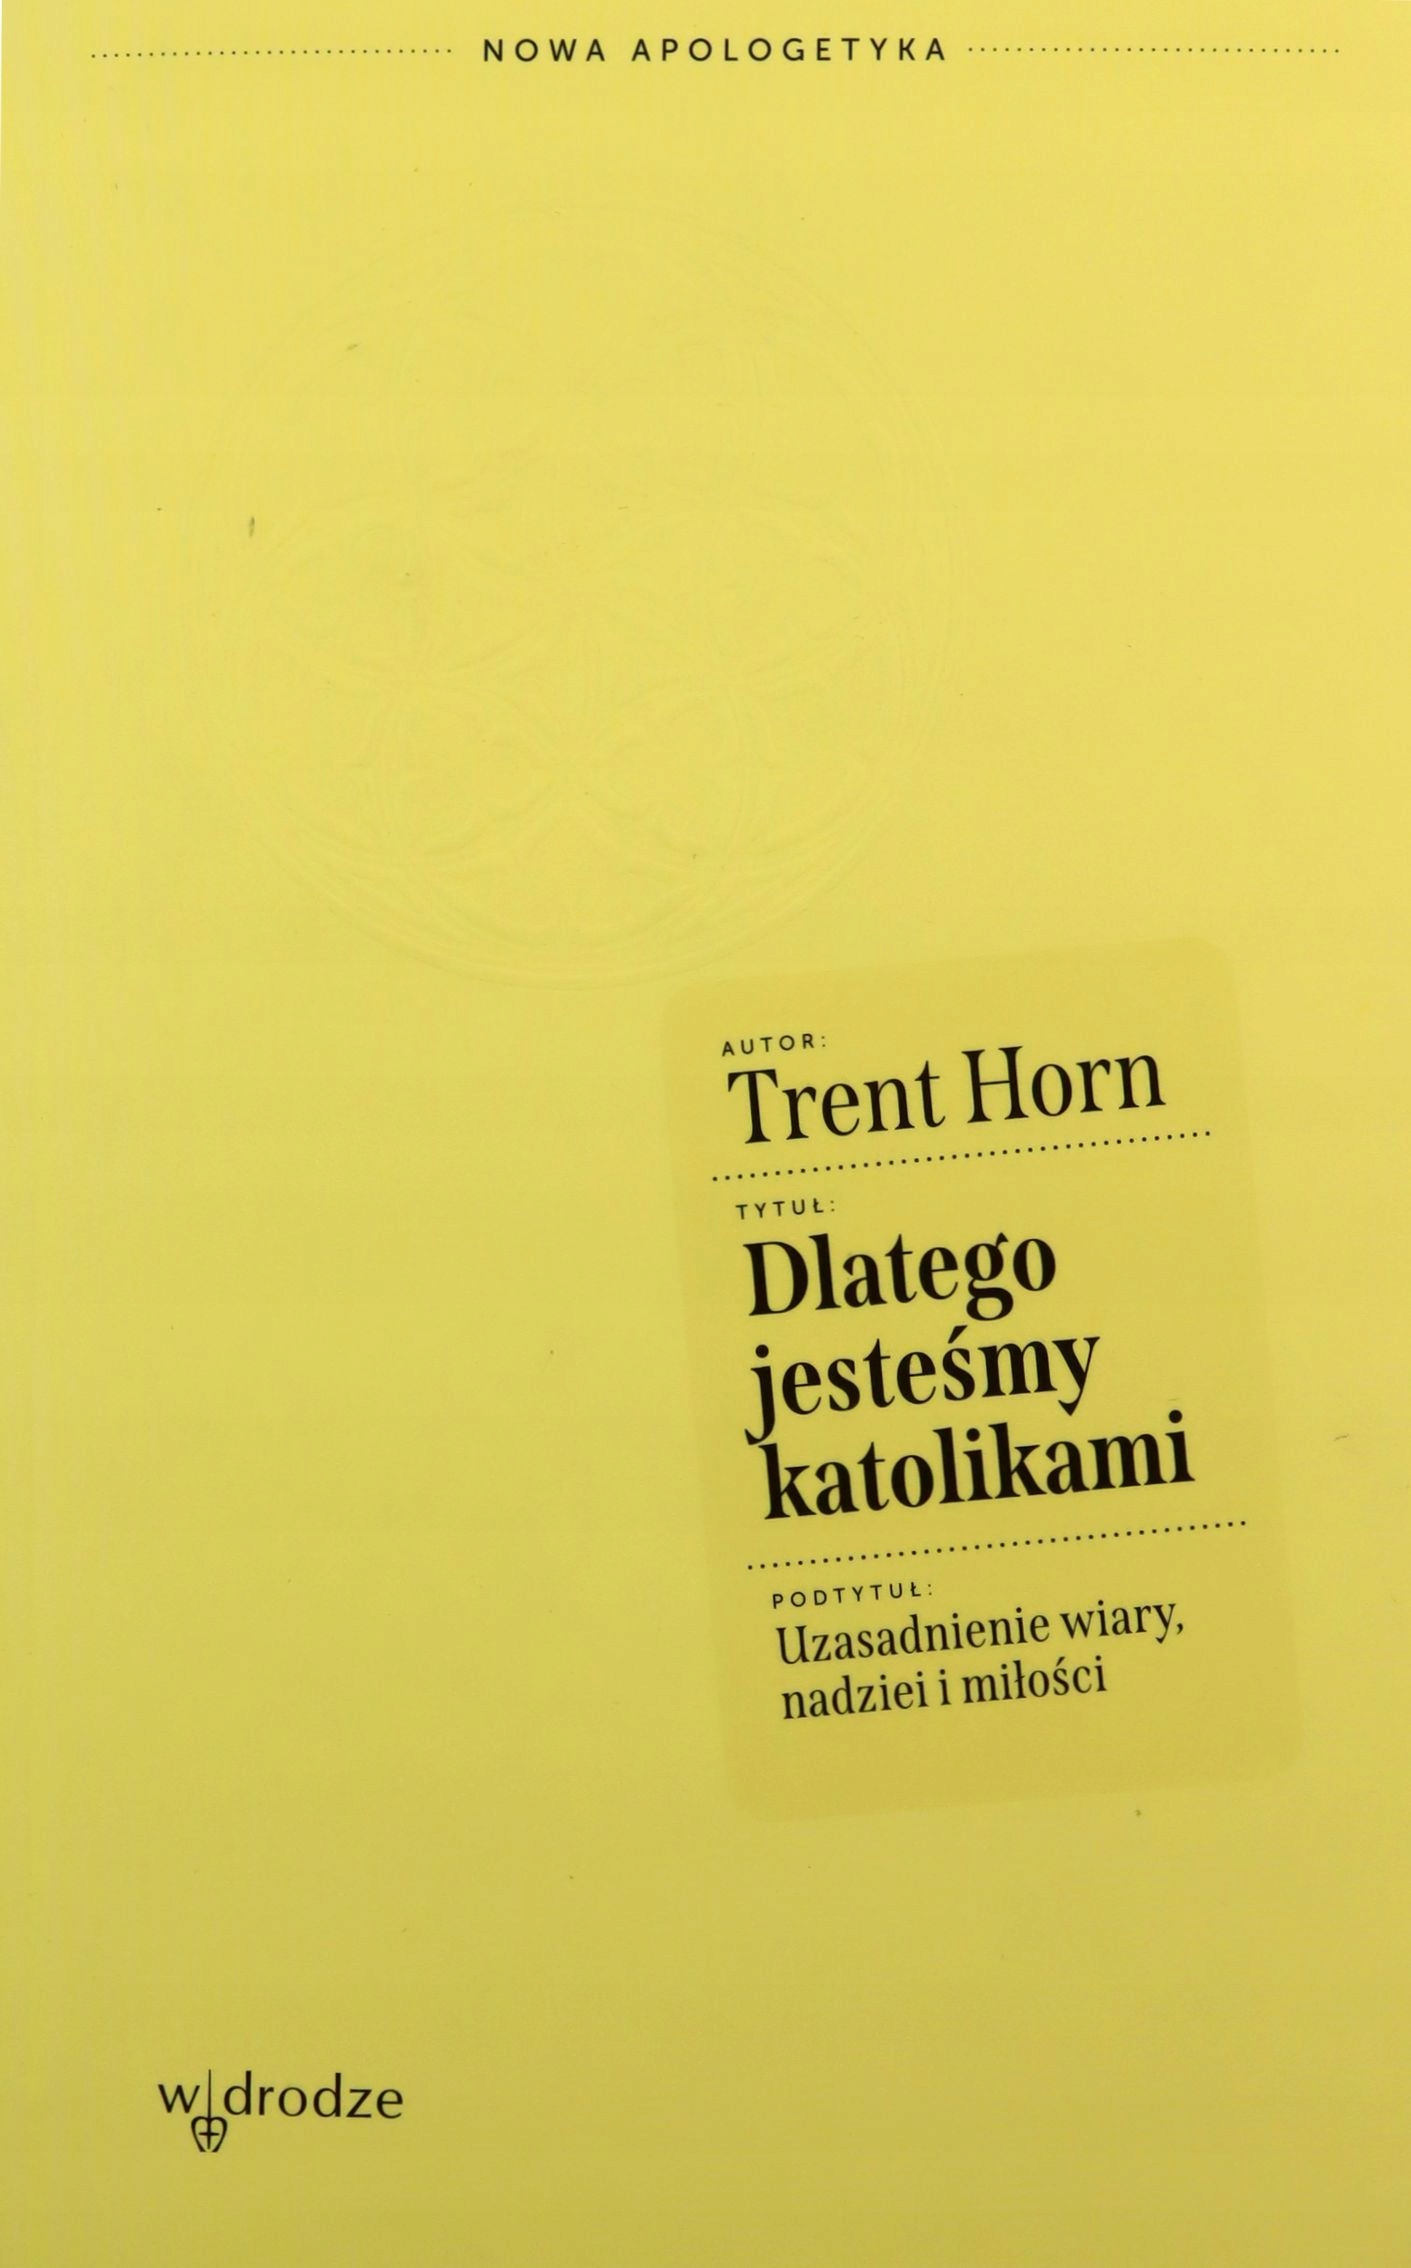 NOWA APOLOGETYKA
AUTOR:
Trent Horn
TYTUŁ:
Dlatego
jesteśmy
katolikami
PODTYTUŁ:
Uzasadnienie wiary,
nadziei i miłości
w drodze